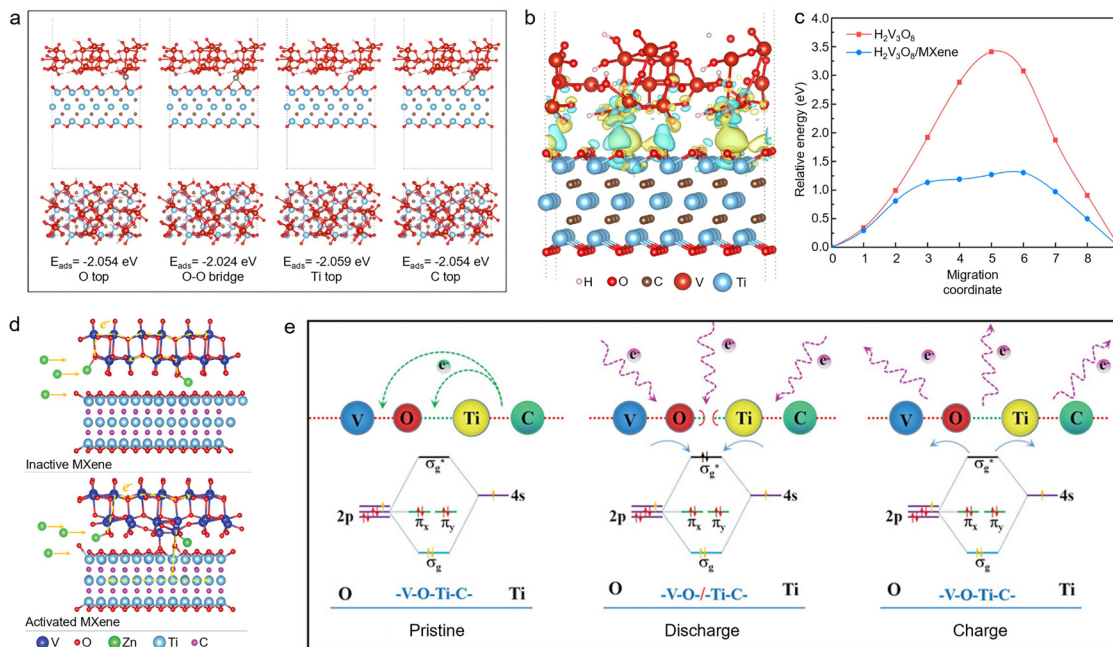 a
E_ads= -2.054 eV
O top
E_ads= -2.024 eV
O-O bridge
E_ads= -2.059 eV
Ti top
E_ads= -2.054 eV
C top
b
H O C V Ti
c
Relative energy (eV)
4.0
3.5
3.0
2.5
2.0
1.5
1.0
0.5
0.0
H₂V₃O₈
H₂V₃O₈/MXene
0 1 2 3 4 5 6 7 8
Migration
coordinate
d
e⁻
Inactive MXene
e⁻
Activated MXene
V O Zn Ti C
e
e⁻
V O Ti C
σg*
4s
2p
πx πy
σg
O -V-O-Ti-C- Ti
Pristine
e⁻ e⁻ e⁻
V O Ti C
σg*
4s
2p
πx πy
σg
O -V-O-/-Ti-C- Ti
Discharge
e⁻ e⁻ e⁻
V O Ti C
σg*
4s
2p
πx πy
σg
O -V-O-Ti-C- Ti
Charge